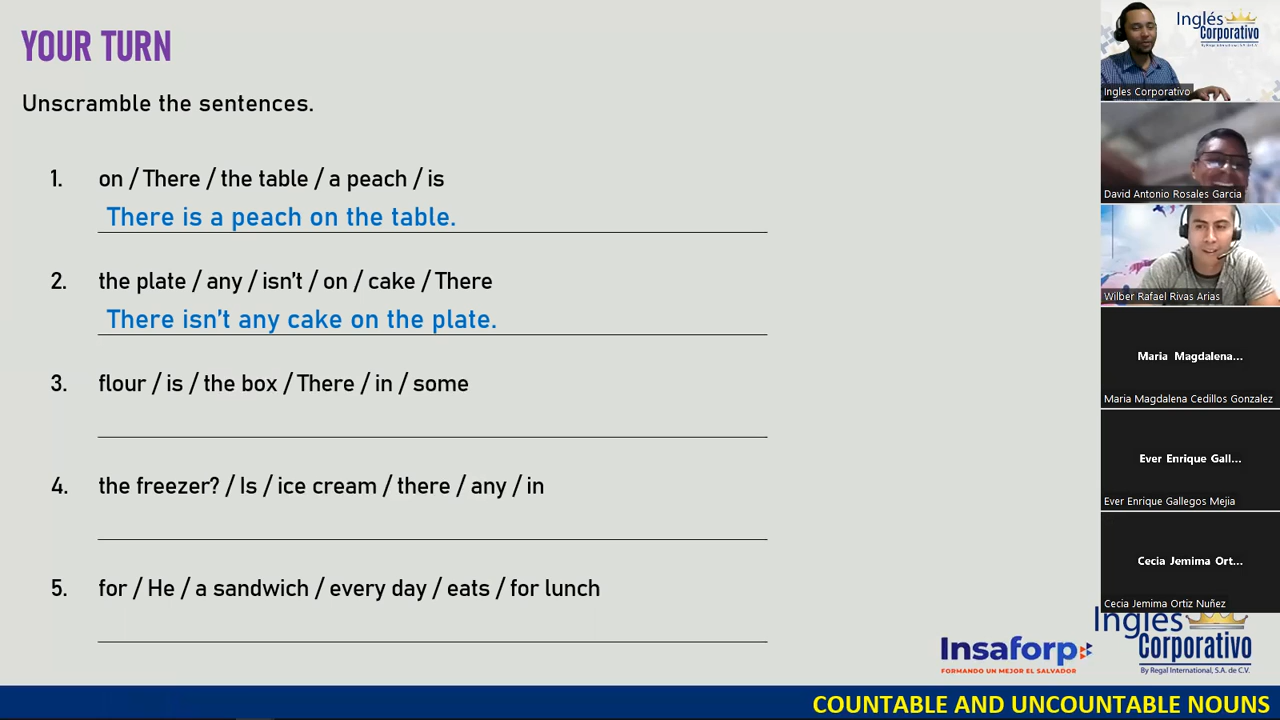 YOUR TURN
Unscramble the sentences.
1. on / There / the table / a peach / is
There is a peach on the table.
2. the plate / any / isn't / on / cake / There
There isn't any cake on the plate.
3. flour / is / the box / There / in / some
4. the freezer? / Is / ice cream / there / any / in
5. for / He / a sandwich / every day / eats / for lunch
Inglés
Corporativo
By Regal International, S.A. de C.V.
Ingles Corporativo
David Antonio Rosales Garcia
Wilber Rafael Rivas Arias
Maria Magdalena...
Maria Magdalena Cedillos Gonzalez
Ever Enrique Gall...
Ever Enrique Gallegos Mejia
Cecia Jemima Ort...
Cecia Jemima Ortiz Nuñez
Insaforp
FORMANDO UN MEJOR EL SALVADOR
Inglés
Corporativo
By Regal International, S.A. de C.V.
COUNTABLE AND UNCOUNTABLE NOUNS